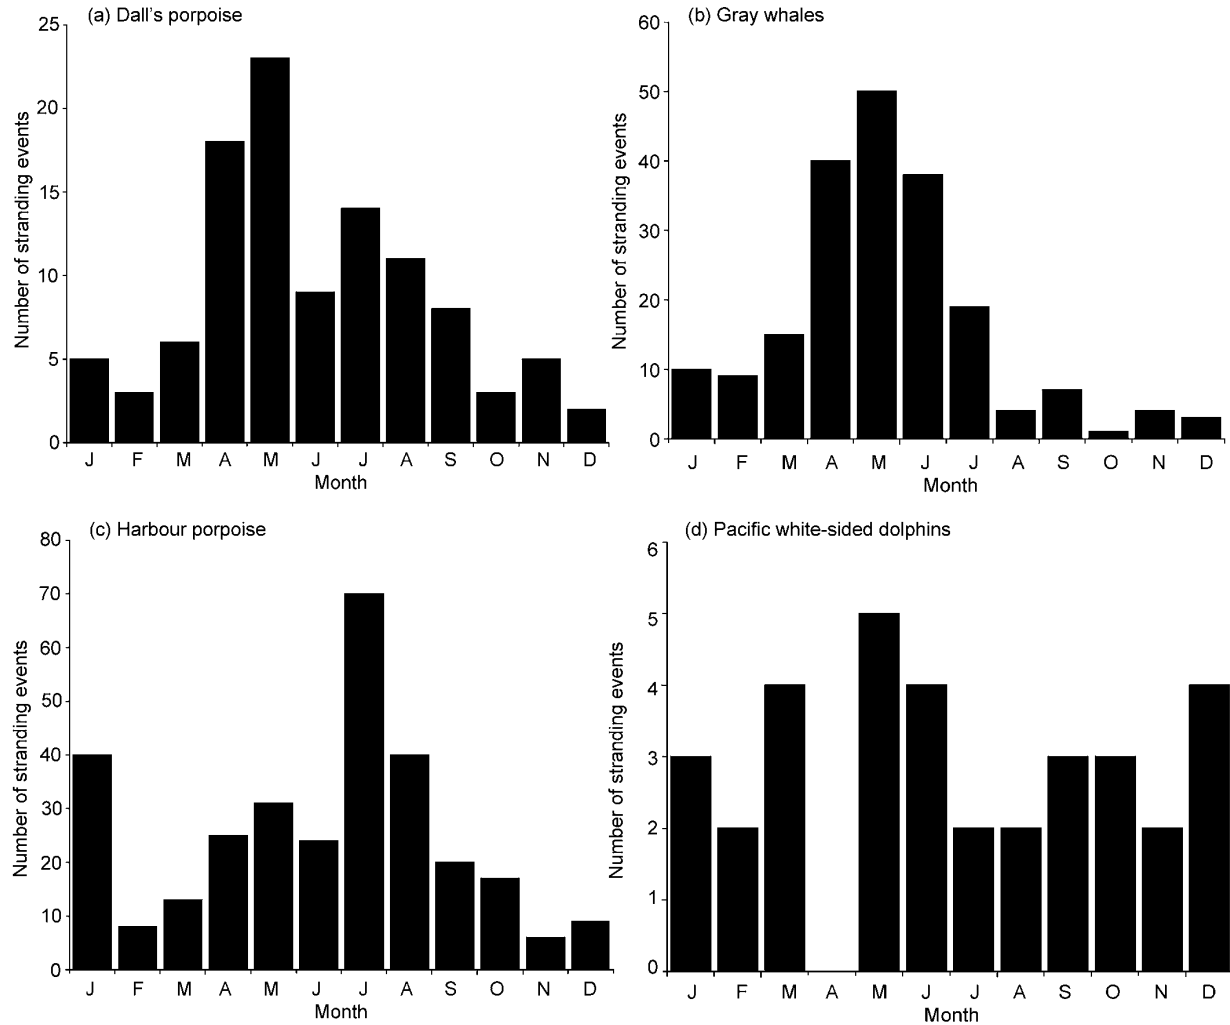 (a) Dall's porpoise
25
20
15
10
5
0
Number of stranding events
J F M A M J J A S O N D
Month
(b) Gray whales
60
50
40
30
20
10
0
Number of stranding events
J F M A M J J A S O N D
Month
(c) Harbour porpoise
80
70
60
50
40
30
20
10
0
Number of stranding events
J F M A M J J A S O N D
Month
(d) Pacific white-sided dolphins
6
5
4
3
2
1
0
Number of stranding events
J F M A M J J A S O N D
Month